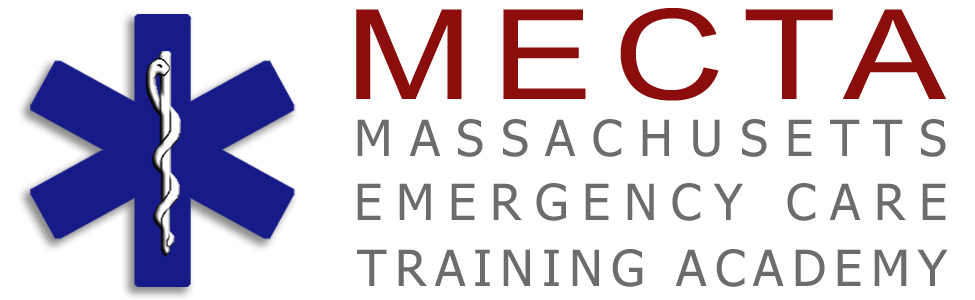 MECTA
MASSACHUSETTS
EMERGENCY CARE
TRAINING ACADEMY